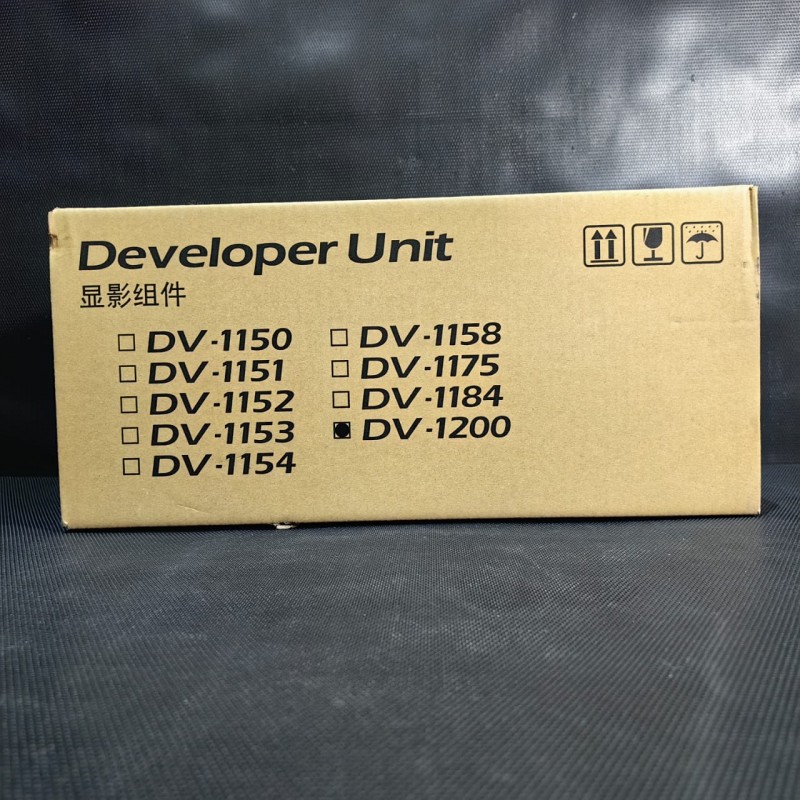 Developer Unit
显影组件
DV-1150
DV-1151
DV-1152
DV-1153
DV-1154
DV-1158
DV-1175
DV-1184
DV-1200